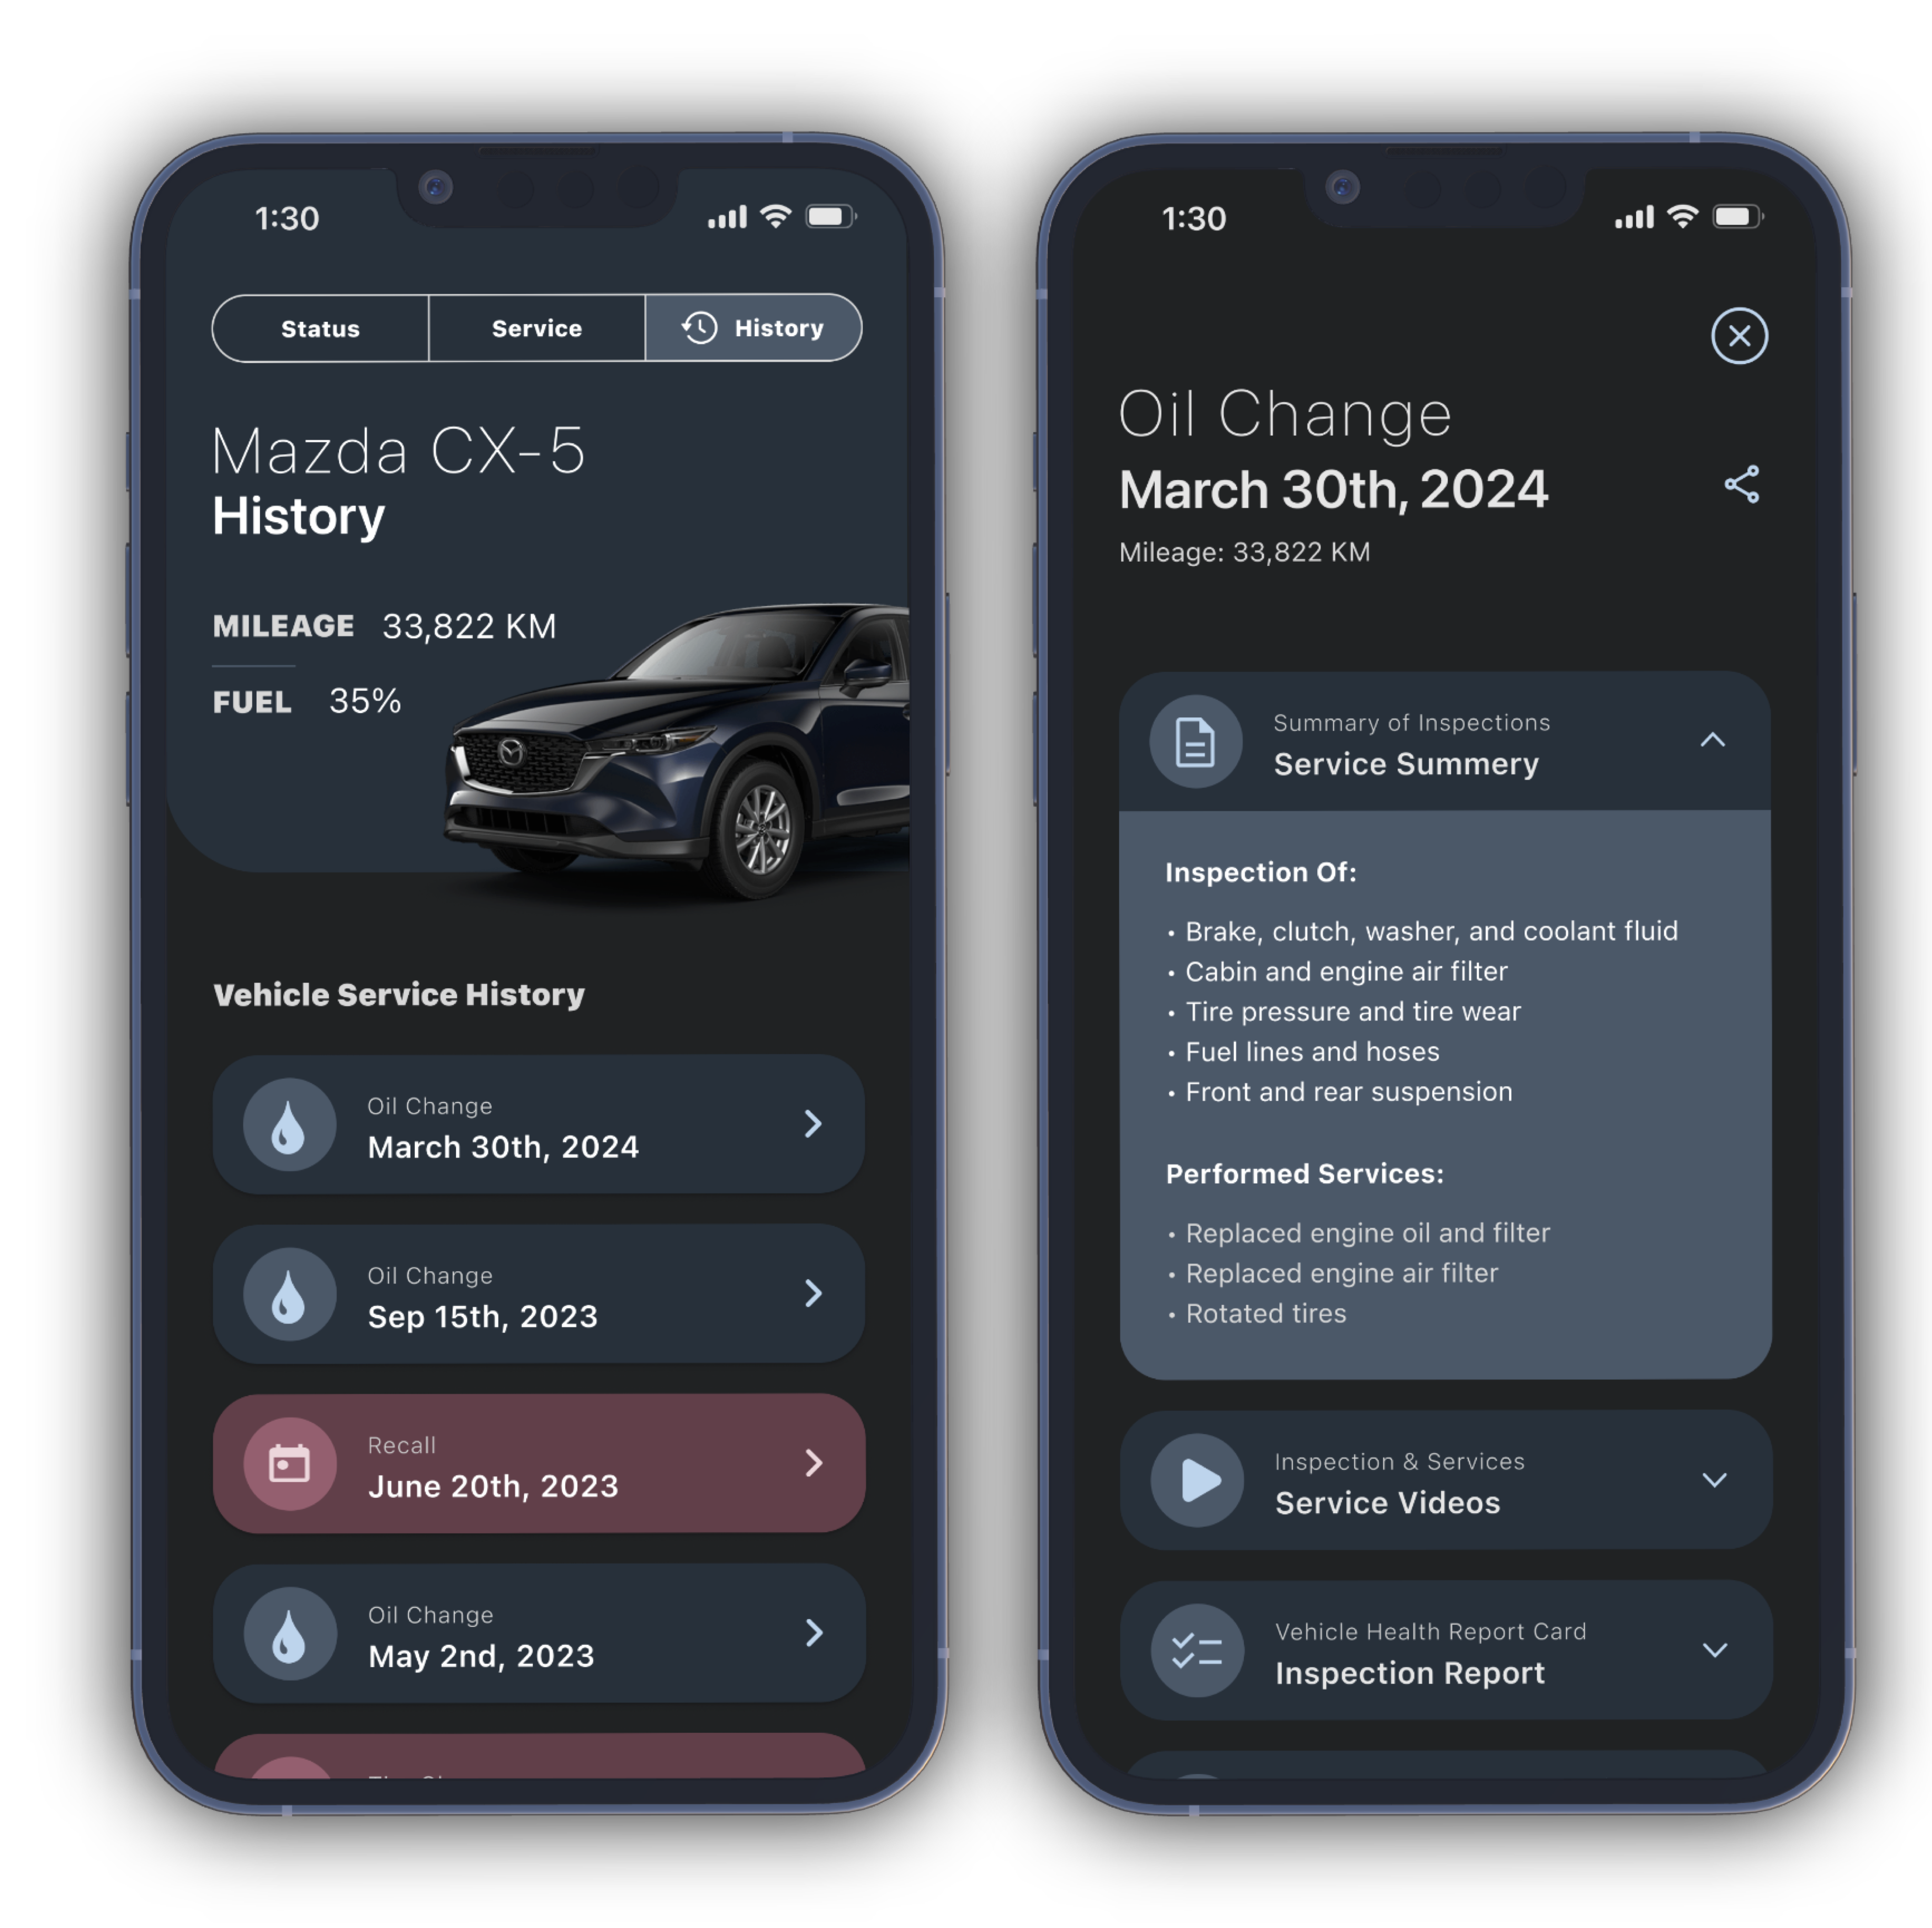 1:30
Status
Service
History
Mazda CX-5
History
MILEAGE 33,822 KM
FUEL 35%
Vehicle Service History
Oil Change
March 30th, 2024
Oil Change
Sep 15th, 2023
Recall
June 20th, 2023
Oil Change
May 2nd, 2023
1:30
Oil Change
March 30th, 2024
Mileage: 33,822 KM
Summary of Inspections
Service Summery
Inspection Of:
• Brake, clutch, washer, and coolant fluid
• Cabin and engine air filter
• Tire pressure and tire wear
• Fuel lines and hoses
• Front and rear suspension
Performed Services:
• Replaced engine oil and filter
• Replaced engine air filter
• Rotated tires
Inspection & Services
Service Videos
Vehicle Health Report Card
Inspection Report